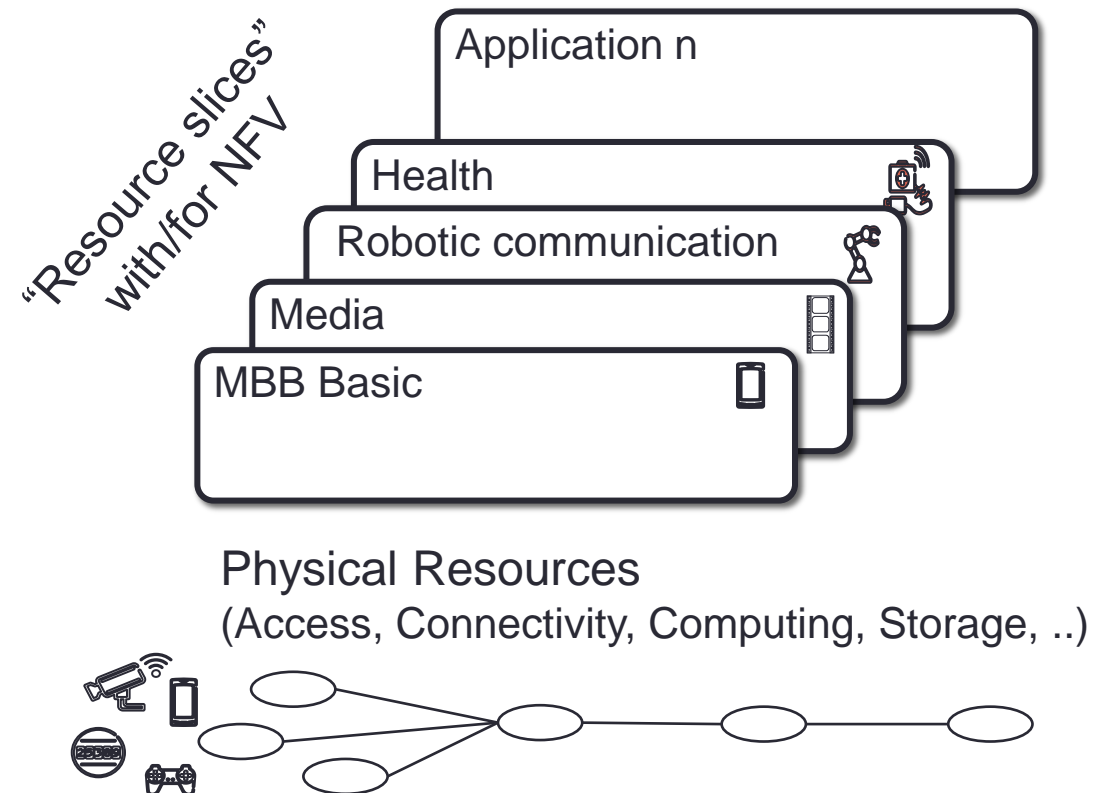 “Resource slices”
with/for NFV
Application n
Health
Robotic communication
Media
MBB Basic
Physical Resources
(Access, Connectivity, Computing, Storage, ..)